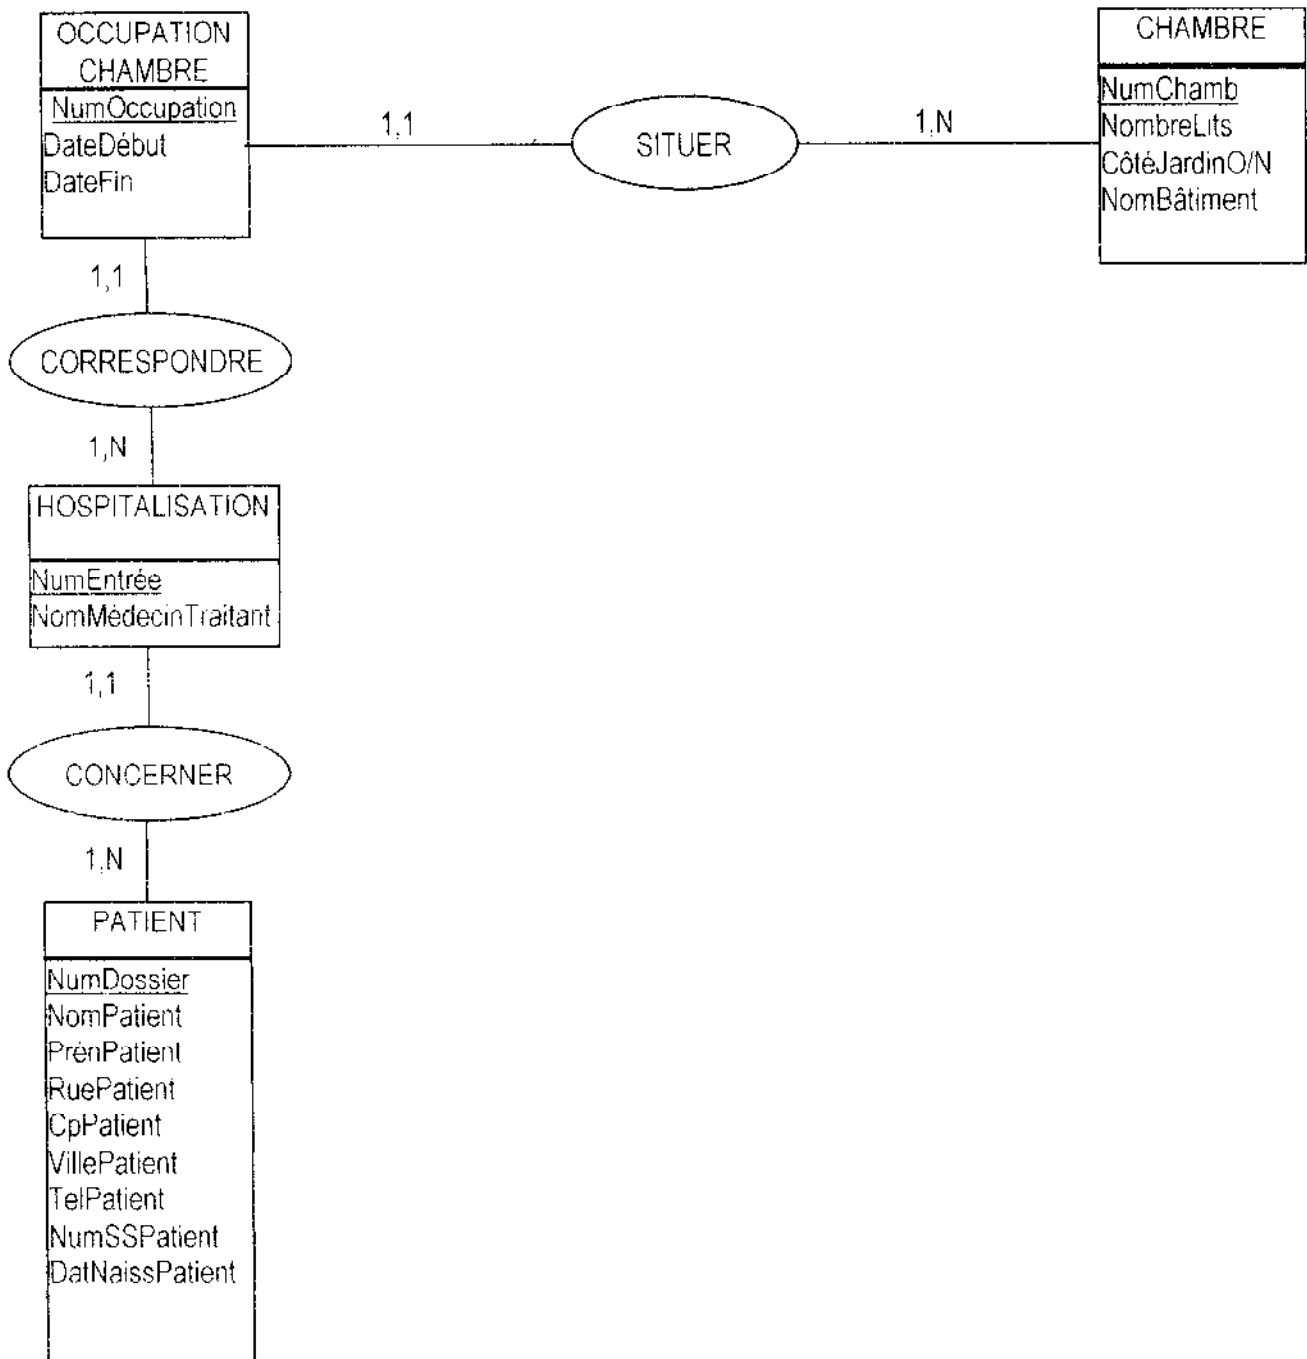 OCCUPATION
CHAMBRE
NumOccupation
DateDébut
DateFin
1,1
SITUER
1,N
CHAMBRE
NumChamb
NombreLits
CôtéJardinO/N
NomBâtiment
1,1
CORRESPONDRE
1,N
HOSPITALISATION
NumEntrée
NomMédecinTraitant
1,1
CONCERNER
1,N
PATIENT
NumDossier
NomPatient
PrénPatient
RuePatient
CpPatient
VillePatient
TelPatient
NumSSPatient
DatNaissPatient